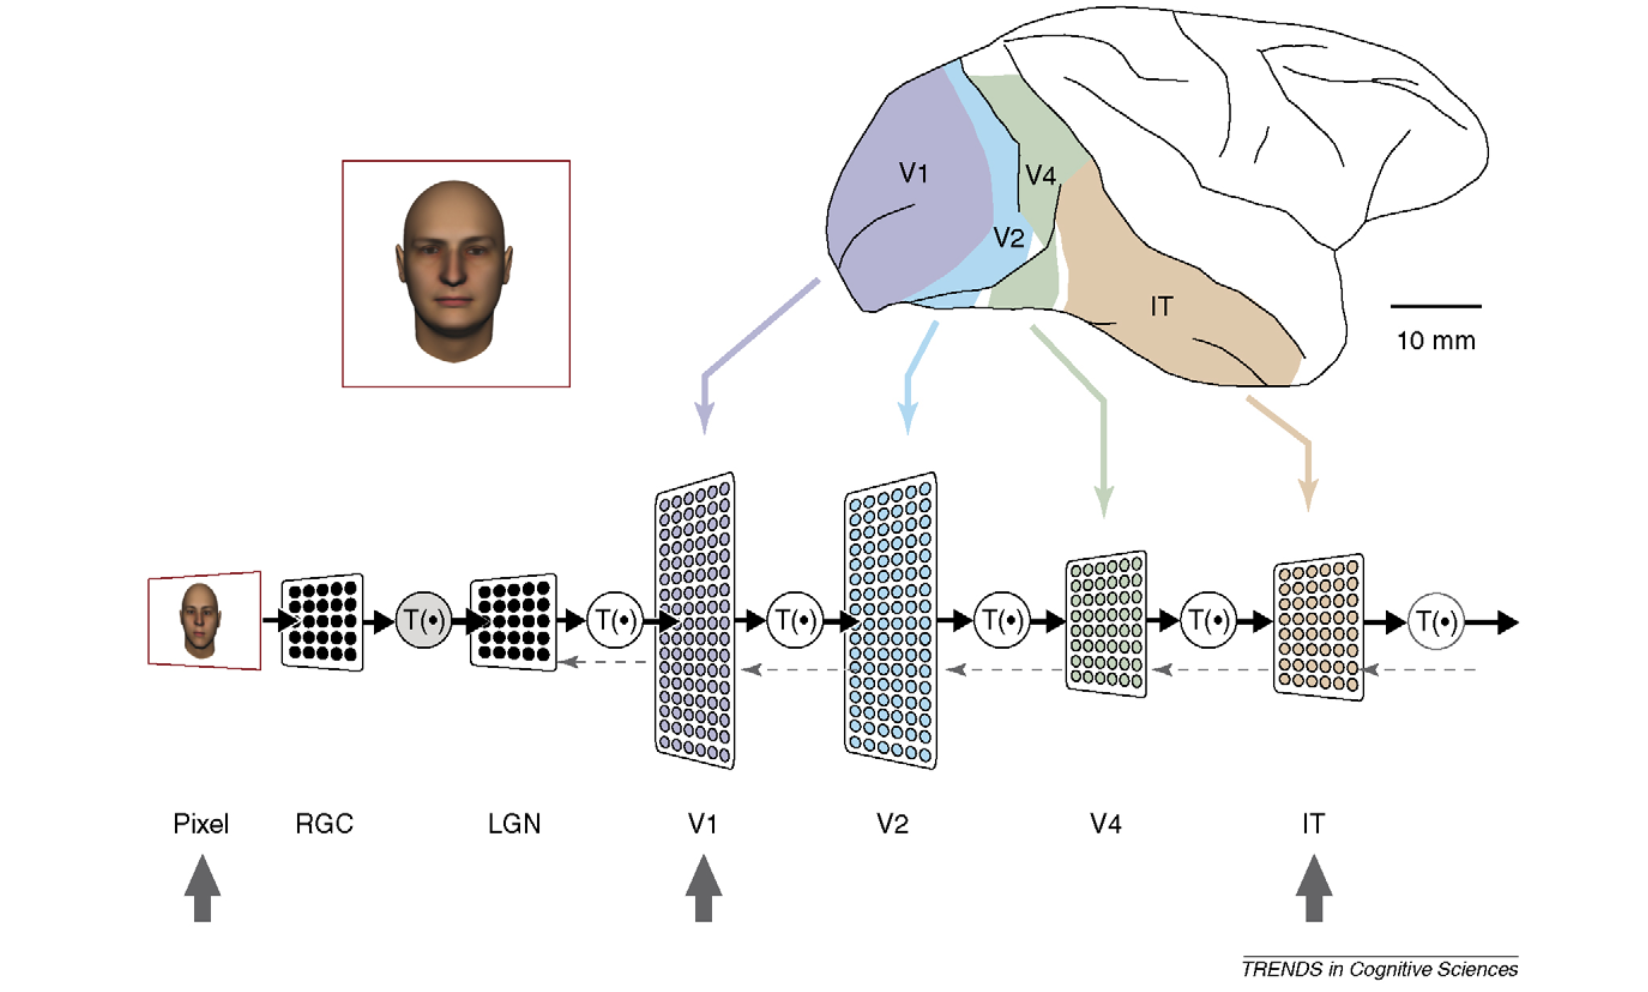 V1
V4
V2
IT
10 mm
T(•) T(•) T(•) T(•) T(•) T(•)
Pixel RGC LGN V1 V2 V4 IT
TRENDS in Cognitive Sciences